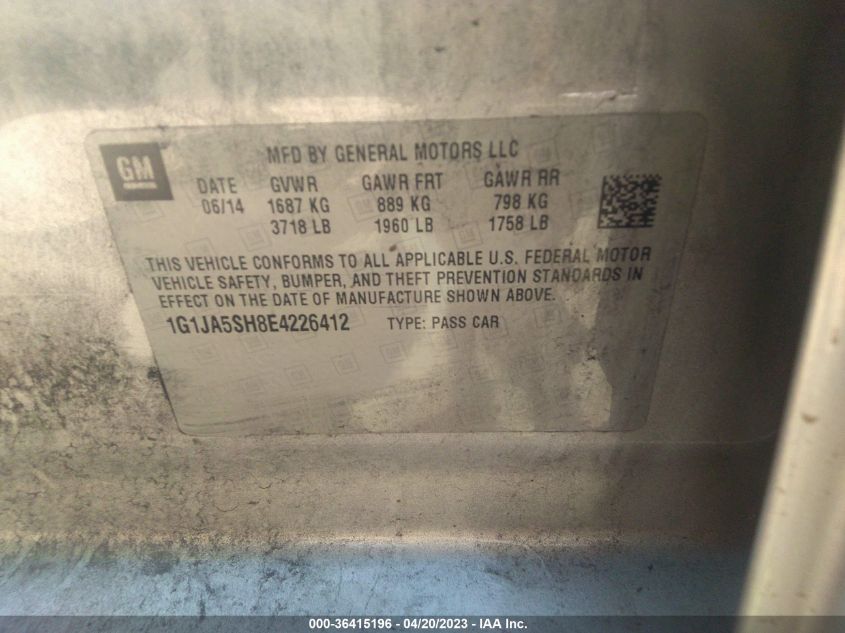 GM
MFD BY GENERAL MOTORS LLC
DATE GVWR GAWR FRT GAWR RR
06/14 1687 KG 889 KG 798 KG
3718 LB 1960 LB 1758 LB
THIS VEHICLE CONFORMS TO ALL APPLICABLE U.S. FEDERAL MOTOR
VEHICLE SAFETY, BUMPER, AND THEFT PREVENTION STANDARDS IN
EFFECT ON THE DATE OF MANUFACTURE SHOWN ABOVE.
1G1JA5SH8E4226412 TYPE: PASS CAR
000-36415196 - 04/20/2023 - IAA Inc.